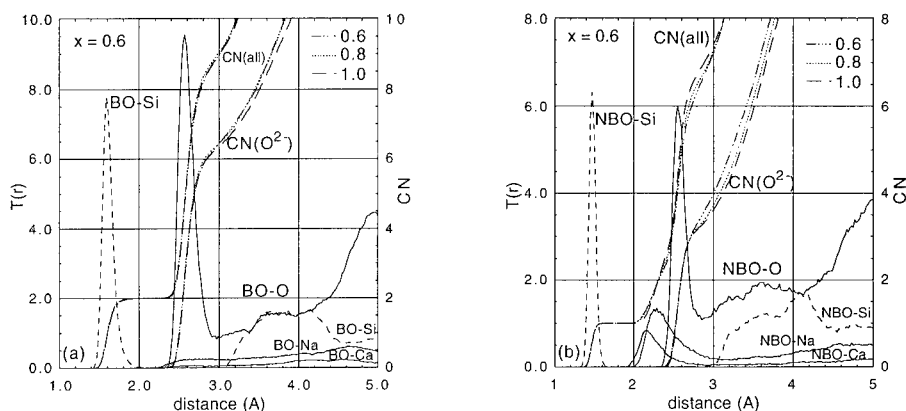 10.0
8.0
6.0
4.0
2.0
0.0
T(r)
x = 0.6
BO-Si
CN(all)
CN(O²⁻)
BO-O
BO-Si
BO-Na
BO-Ca
(a)
0.6
0.8
1.0
10
8
6
4
2
0
CN
1.0 2.0 3.0 4.0 5.0
distance (A)
8.0
6.0
4.0
2.0
0.0
T(r)
x = 0.6
NBO-Si
CN(all)
CN(O²⁻)
NBO-O
NBO-Si
NBO-Na
NBO-Ca
(b)
0.6
0.8
1.0
8
6
4
2
0
CN
1 2 3 4 5
distance (A)